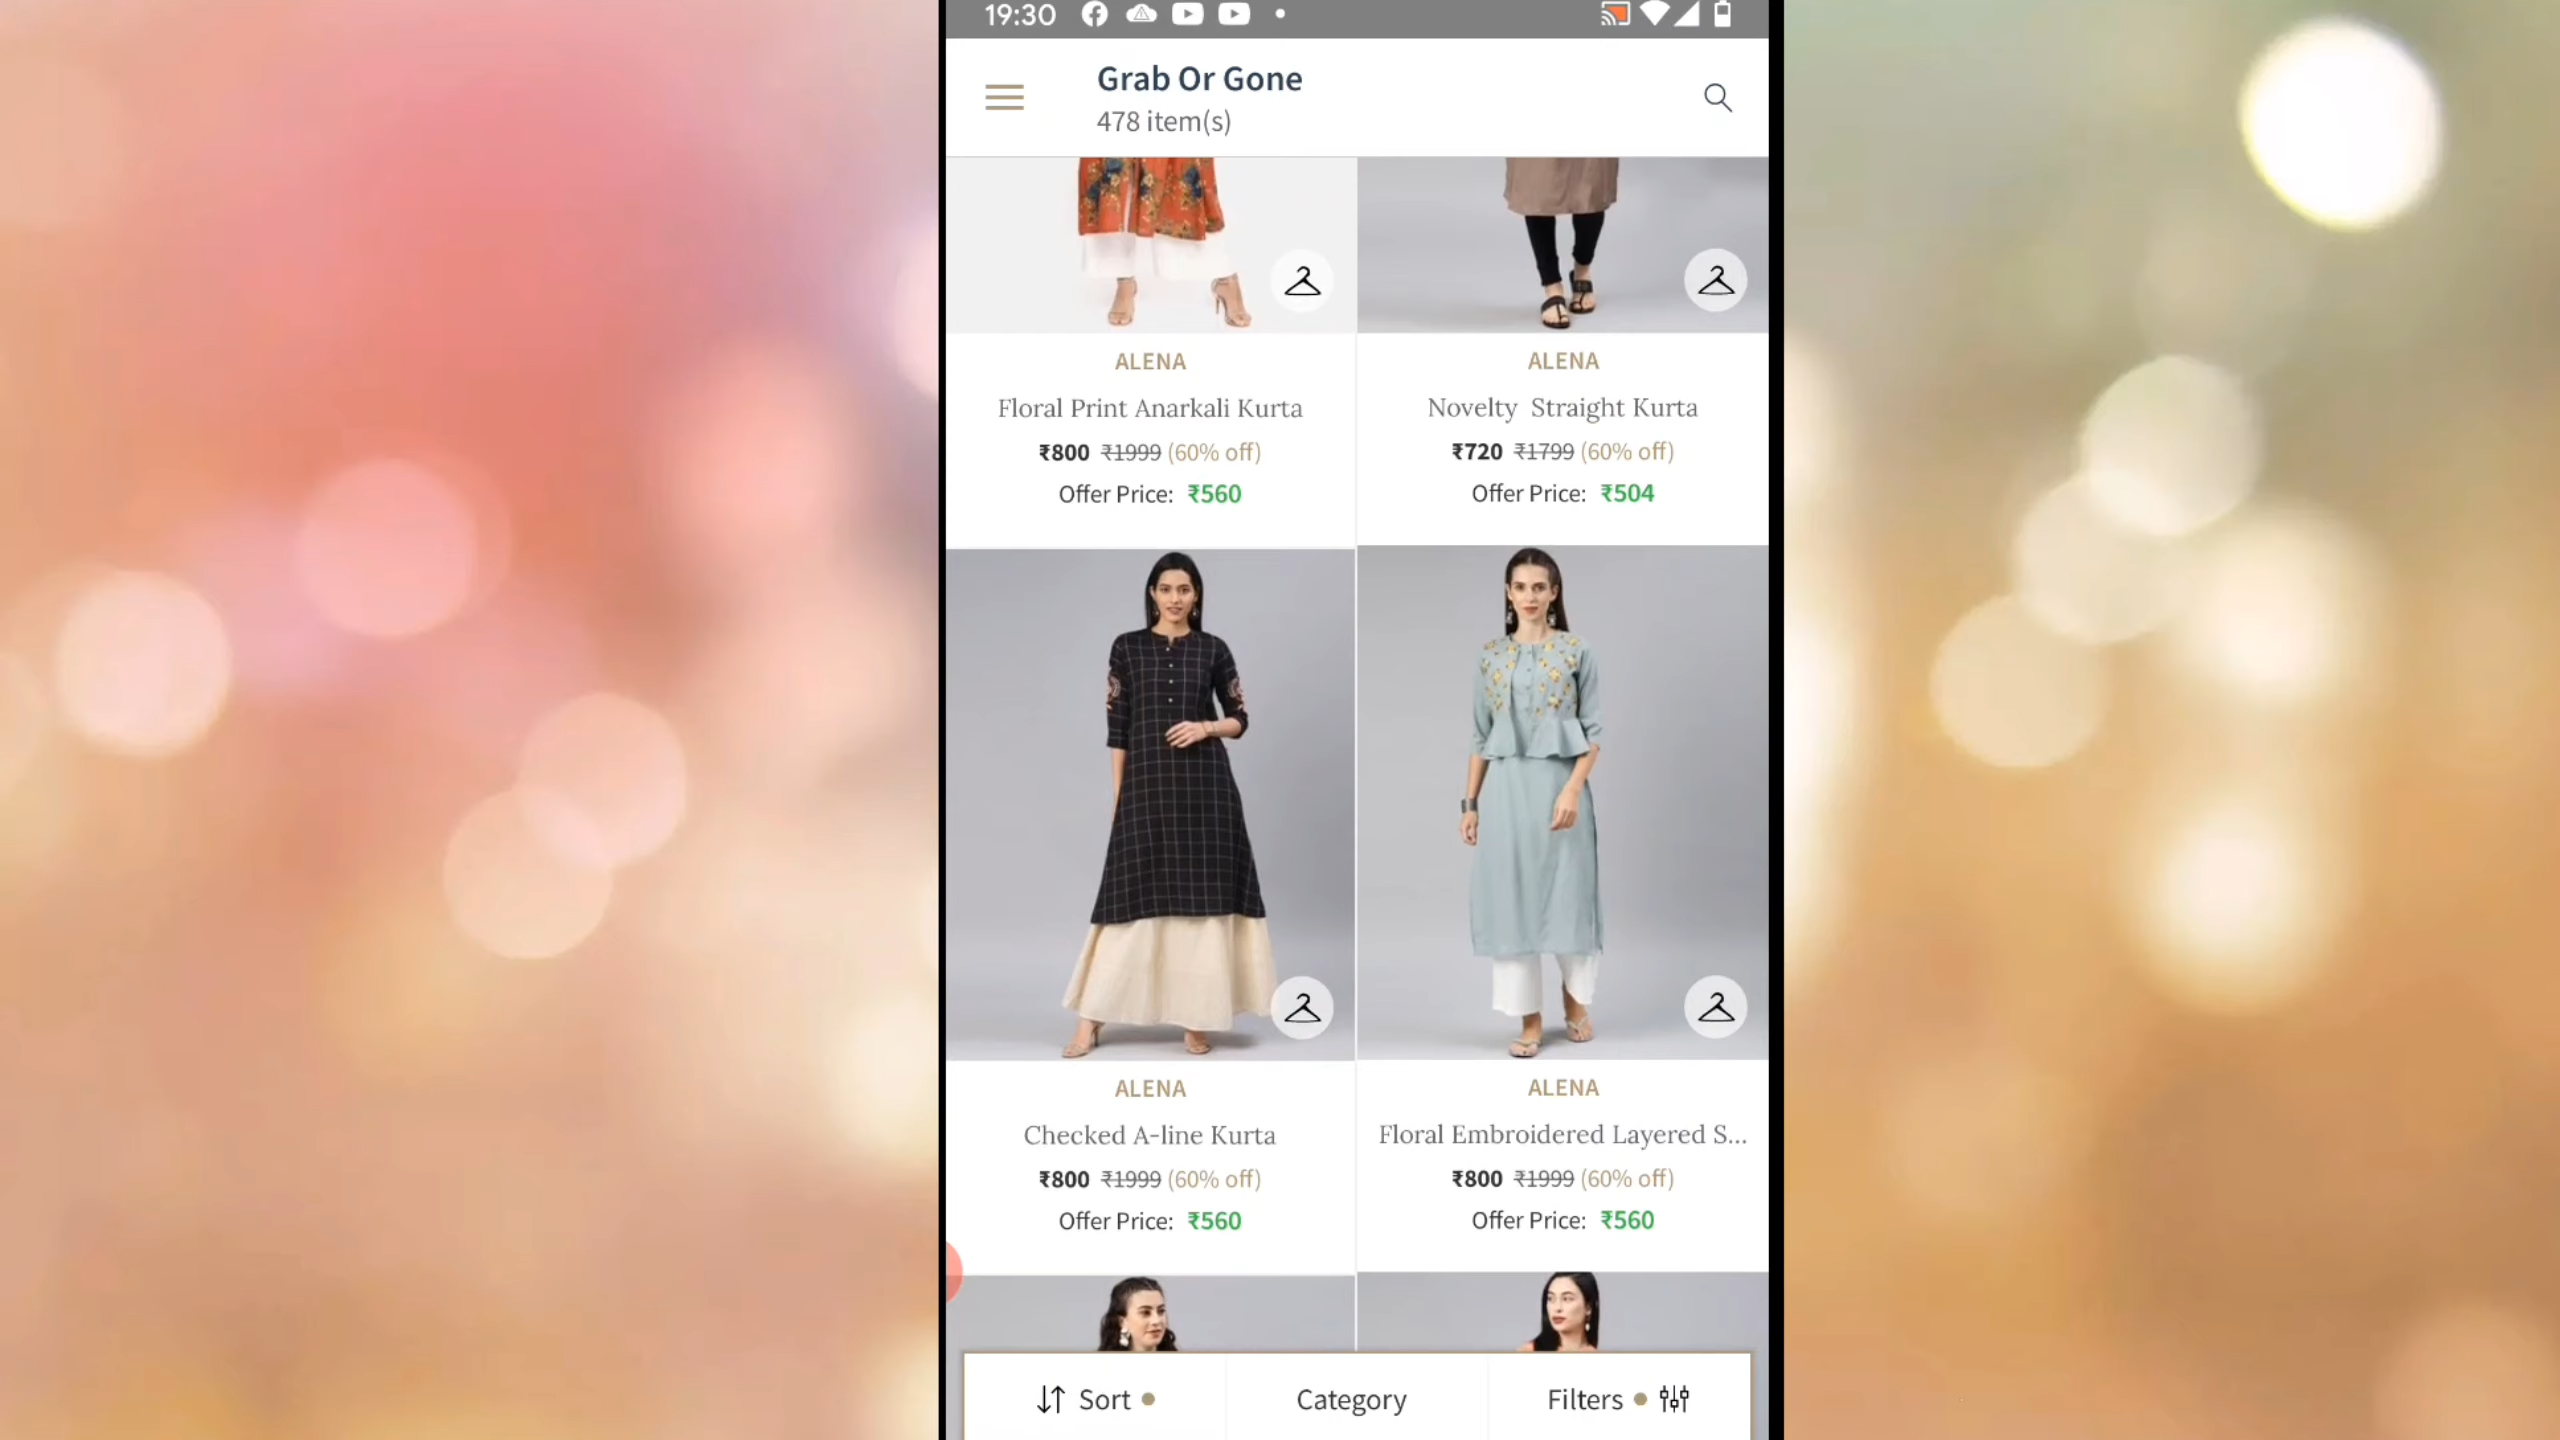 19:30
Grab Or Gone
478 item(s)
ALENA
Floral Print Anarkali Kurta
₹800 ₹1999 (60% off)
Offer Price: ₹560
ALENA
Novelty Straight Kurta
₹720 ₹1799 (60% off)
Offer Price: ₹504
ALENA
Checked A-line Kurta
₹800 ₹1999 (60% off)
Offer Price: ₹560
ALENA
Floral Embroidered Layered S...
₹800 ₹1999 (60% off)
Offer Price: ₹560
Sort
Category
Filters